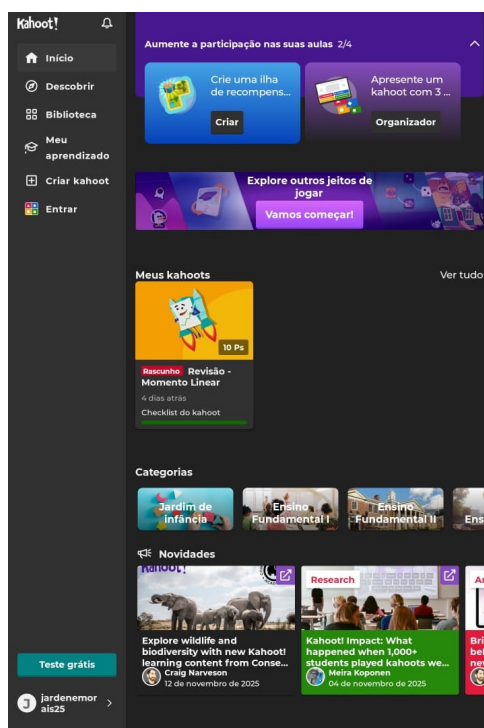 Kahoot!
Início
Descobrir
Biblioteca
Meu
aprendizado
Criar kahoot
Entrar
Teste grátis
J
jardenemor
ais25
Aumente a participação nas suas aulas 2/4
Crie uma ilha
de recompens...
Criar
Apresente um
kahoot com 3 ...
Organizador
Explore outros jeitos de
jogar
Vamos começar!
Meus kahoots
Ver tudo
10 Ps
Rascunho Revisão -
Momento Linear
4 dias atrás
Checklist do kahoot
Categorias
Jardim de
infância
Ensino
Fundamental I
Ensino
Fundamental II
Ens
Novidades
Kahoot!
Explore wildlife and
biodiversity with new Kahoot!
learning content from Conse...
Craig Narveson
12 de novembro de 2025
Research
Kahoot! Impact: What
happened when 1,000+
students played kahoots we...
Meira Koponen
04 de novembro de 2025
Bri
bel
nev